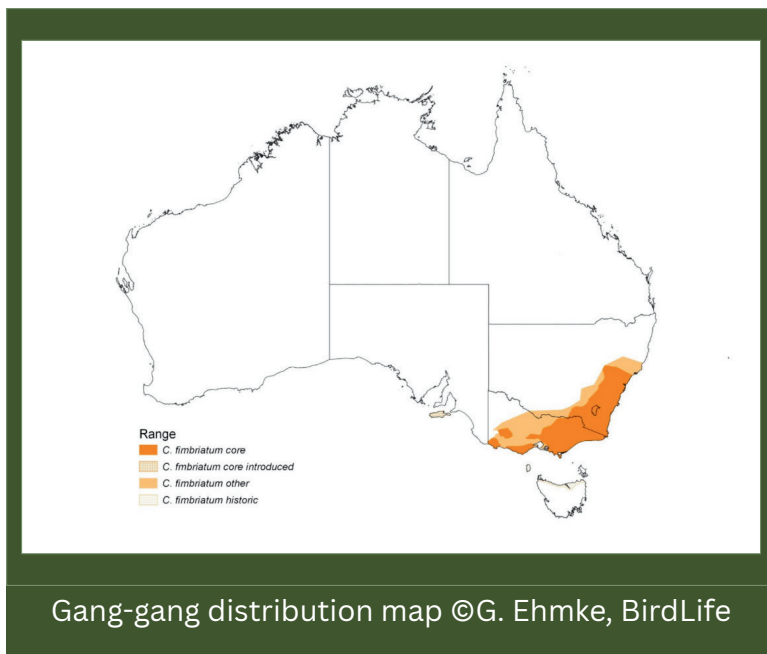 Range
C. fimbriatum core
C. fmbriatum core introduced
C. fimbriatum other
C. fimbriatum historic
Gang-gang distribution map ©G. Ehmke, BirdLife